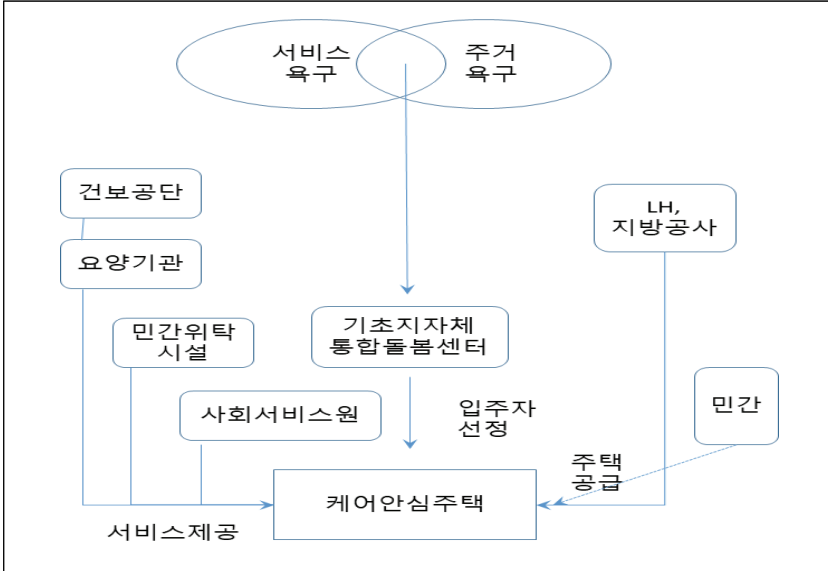 서비스
욕구
주거
욕구
건보공단
LH,
지방공사
요양기관
민간위탁
시설
기초지자체
통합돌봄센터
사회서비스원
입주자
선정
민간
주택
공급
케어안심주택
서비스제공